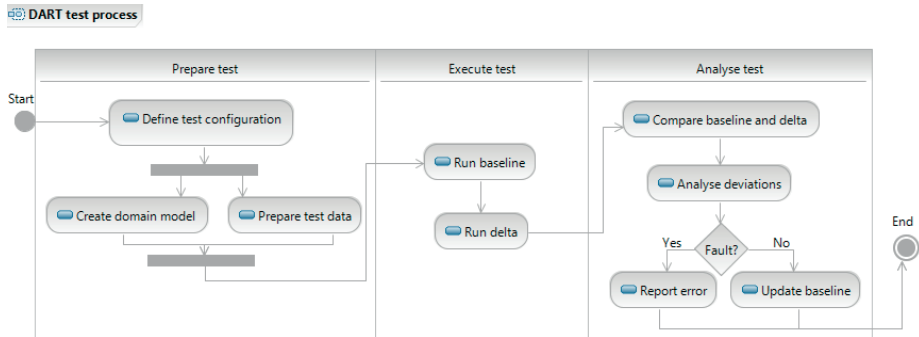 DART test process
Prepare test
Execute test
Analyse test
Start
Define test configuration
Create domain model
Prepare test data
Run baseline
Run delta
Compare baseline and delta
Analyse deviations
Fault?
Yes
No
Report error
Update baseline
End